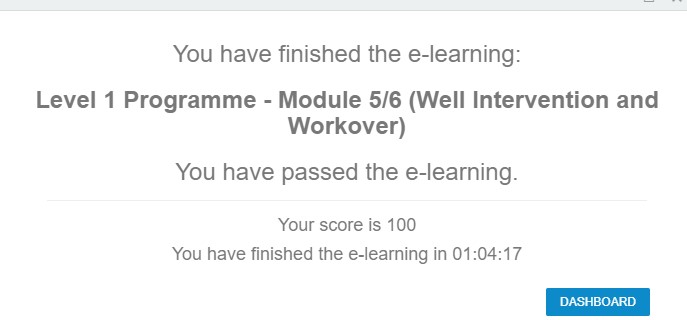 You have finished the e-learning:
Level 1 Programme - Module 5/6 (Well Intervention and
Workover)
You have passed the e-learning.
Your score is 100
You have finished the e-learning in 01:04:17
DASHBOARD